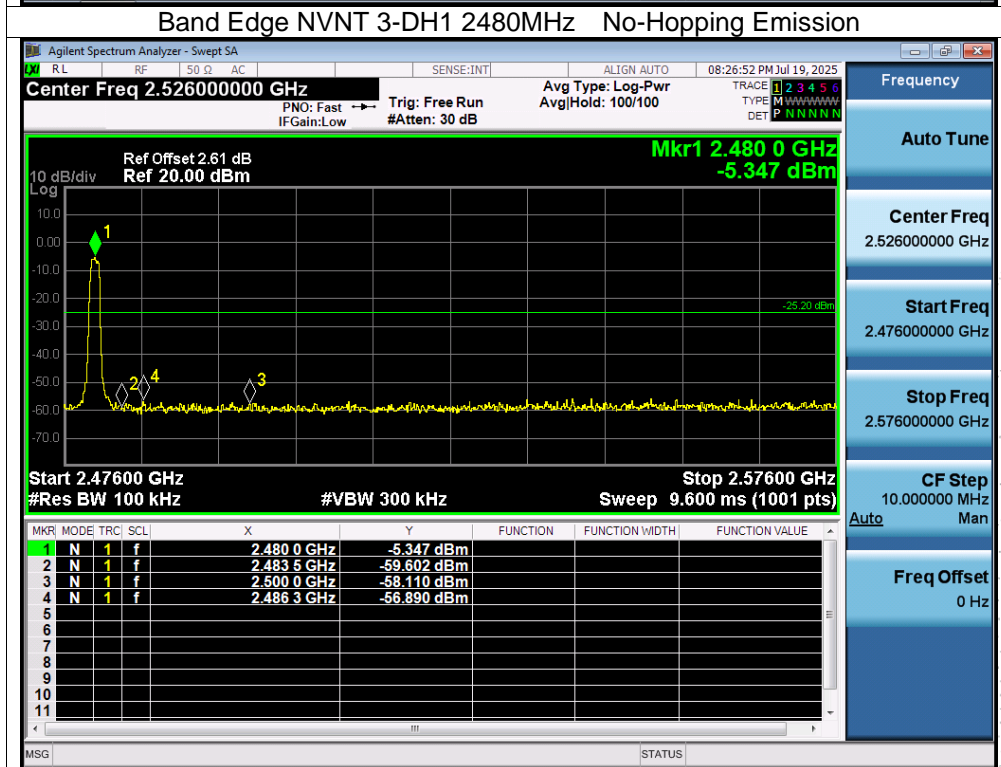 Band Edge NVNT 3-DH1 2480MHz No-Hopping Emission
Agilent Spectrum Analyzer - Swept SA
LXI RL RF 50 Ω AC SENSE:INT ALIGN AUTO 08:26:52 PM Jul 19, 2025
Center Freq 2.526000000 GHz
PNO: Fast
IFGain:Low
Trig: Free Run
#Atten: 30 dB
Avg Type: Log-Pwr
Avg|Hold: 100/100
TRACE 1 2 3 4 5 6
TYPE M WWWWW
DET P N N N N N
Frequency
Ref Offset 2.61 dB
10 dB/div Ref 20.00 dBm
Log
Mkr1 2.480 0 GHz
-5.347 dBm
10.0
0.00
-10.0
-20.0
-30.0
-40.0
-50.0
-60.0
-70.0
1
2
4
3
-25.20 dBm
Start 2.47600 GHz Stop 2.57600 GHz
#Res BW 100 kHz #VBW 300 kHz Sweep 9.600 ms (1001 pts)
MKR MODE TRC SCL X Y FUNCTION FUNCTION WIDTH FUNCTION VALUE
1 N 1 f 2.480 0 GHz -5.347 dBm
2 N 1 f 2.483 5 GHz -59.602 dBm
3 N 1 f 2.500 0 GHz -58.110 dBm
4 N 1 f 2.486 3 GHz -56.890 dBm
5
6
7
8
9
10
11
MSG STATUS
Auto Tune
Center Freq
2.526000000 GHz
Start Freq
2.476000000 GHz
Stop Freq
2.576000000 GHz
CF Step
10.000000 MHz
Auto Man
Freq Offset
0 Hz